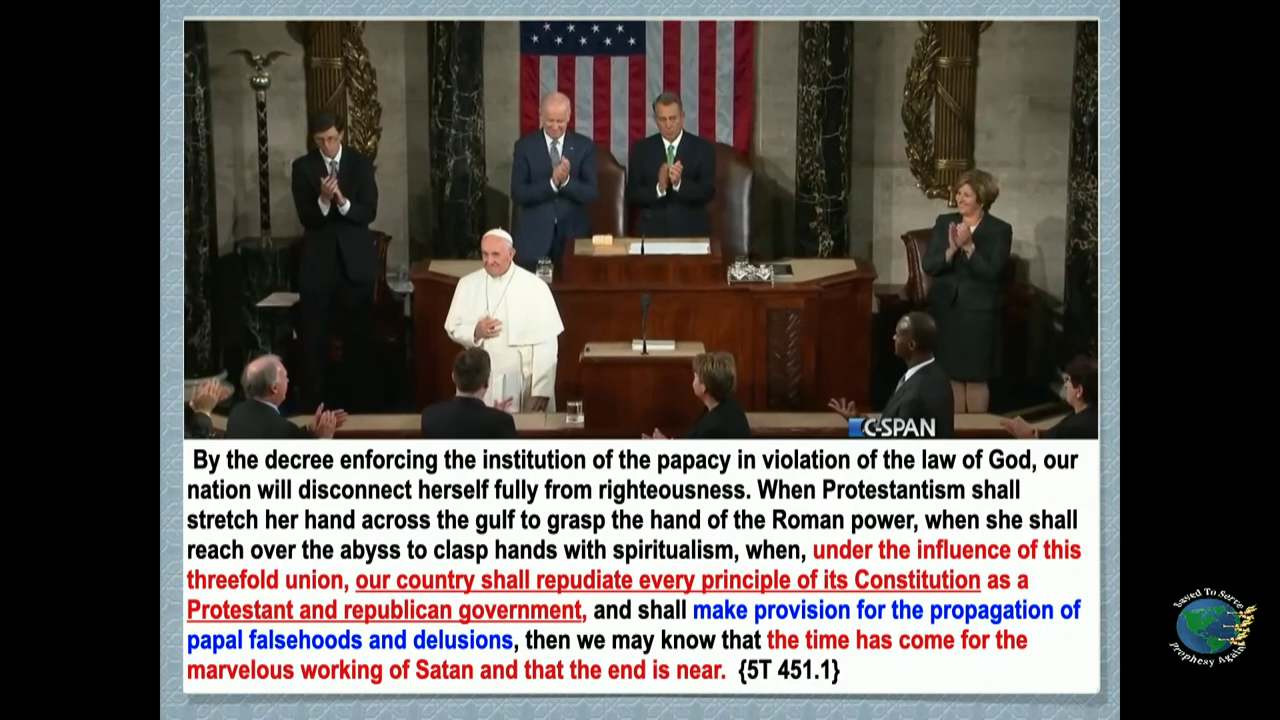 C-SPAN
By the decree enforcing the institution of the papacy in violation of the law of God, our
nation will disconnect herself fully from righteousness. When Protestantism shall
stretch her hand across the gulf to grasp the hand of the Roman power, when she shall
reach over the abyss to clasp hands with spiritualism, when, under the influence of this
threefold union, our country shall repudiate every principle of its Constitution as a
Protestant and republican government, and shall make provision for the propagation of
papal falsehoods and delusions, then we may know that the time has come for the
marvelous working of Satan and that the end is near. {5T 451.1}
To Serve
Prophesy Again